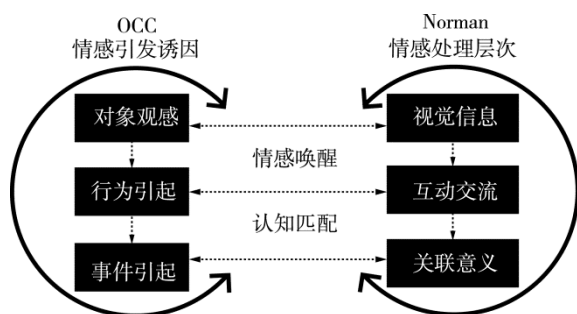 OCC
情感引发诱因
Norman
情感处理层次
对象观感
视觉信息
情感唤醒
行为引起
互动交流
认知匹配
事件引起
关联意义